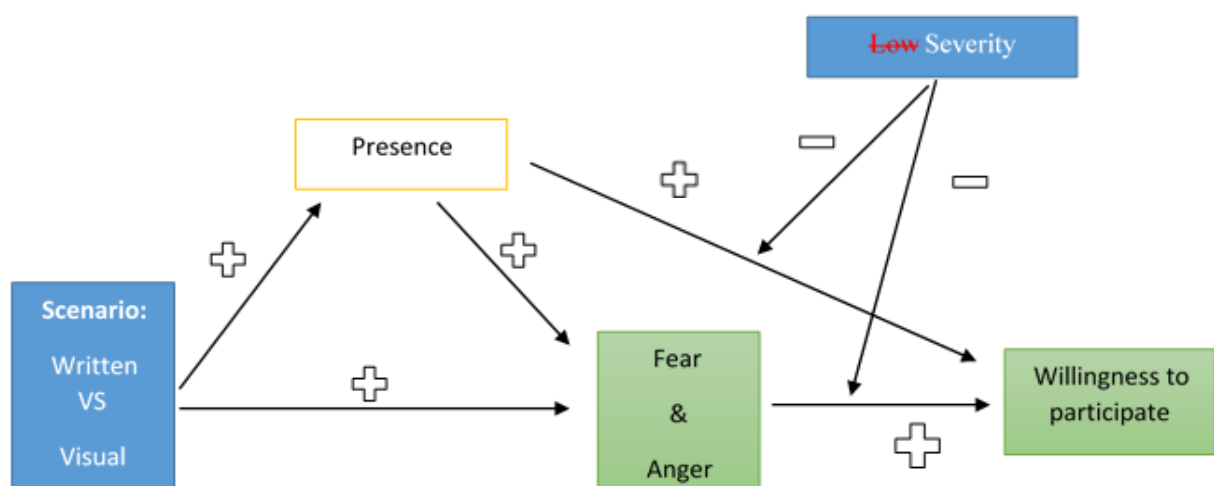 Low Severity
Presence
Scenario:
Written
VS
Visual
Fear
&
Anger
Willingness to
participate